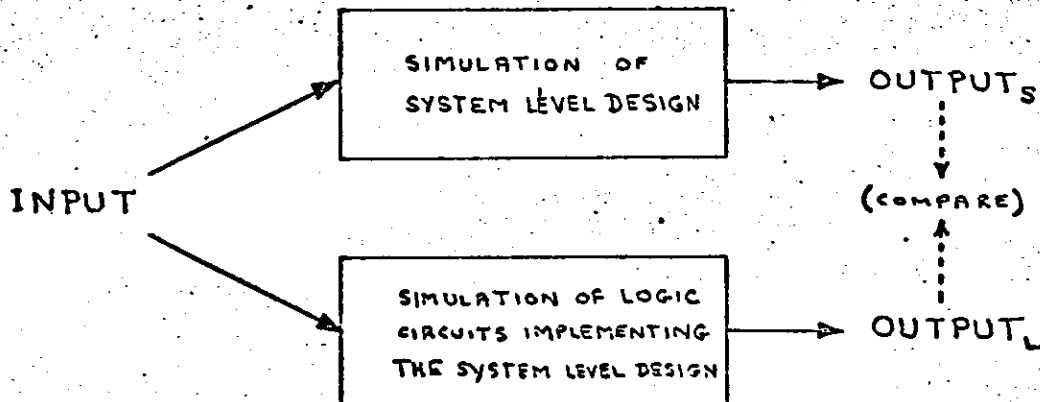 SIMULATION OF
SYSTEM LEVEL DESIGN
OUTPUTS
INPUT
(COMPARE)
SIMULATION OF LOGIC
CIRCUITS IMPLEMENTING
THE SYSTEM LEVEL DESIGN
OUTPUTL